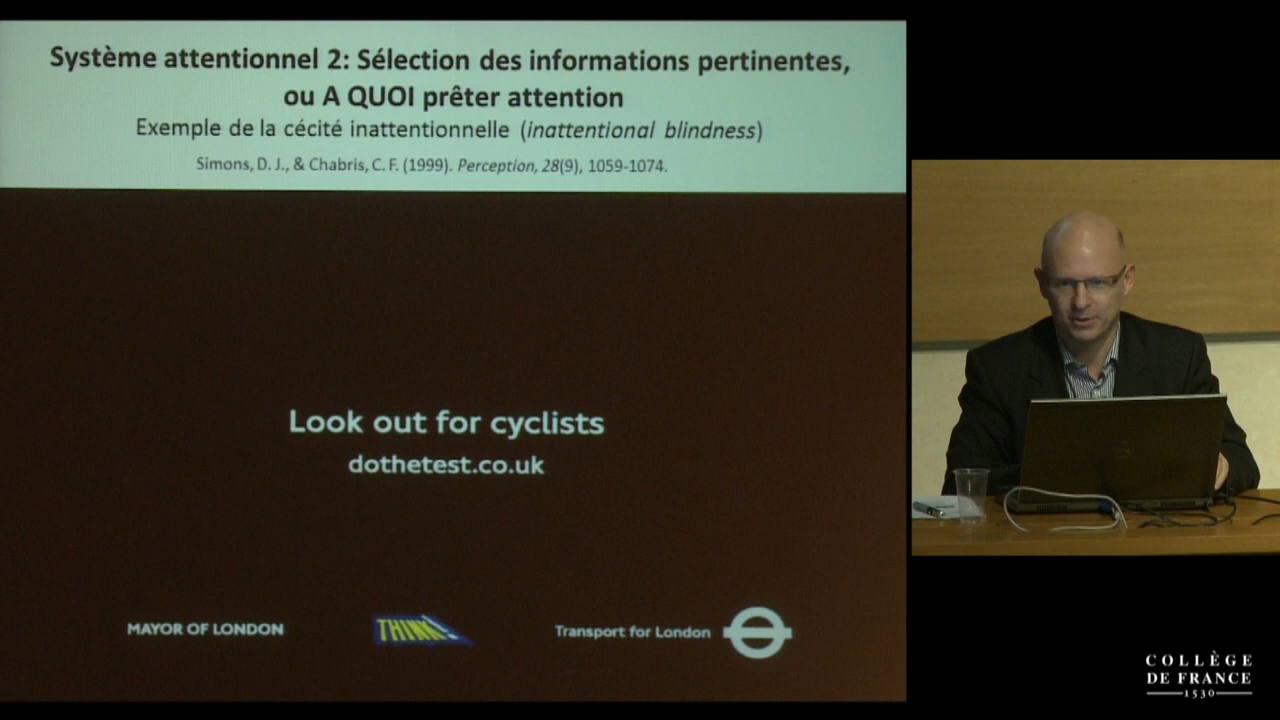 Système attentionnel 2: Sélection des informations pertinentes,
ou A QUOI prêter attention
Exemple de la cécité inattentionnelle (inattentional blindness)
Simons, D. J., & Chabris, C. F. (1999). Perception, 28(9), 1059-1074.
Look out for cyclists
dothetest.co.uk
MAYOR OF LONDON
THINK!
Transport for London
COLLÈGE
DE FRANCE
1530